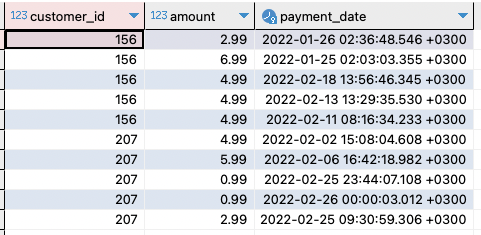 123 customer_id 123 amount payment_date
156 2.99 2022-01-26 02:36:48.546 +0300
156 6.99 2022-01-25 02:03:03.355 +0300
156 4.99 2022-02-18 13:56:46.345 +0300
156 4.99 2022-02-13 13:29:35.530 +0300
156 4.99 2022-02-11 08:16:34.233 +0300
207 4.99 2022-02-02 15:08:04.608 +0300
207 5.99 2022-02-06 16:42:18.982 +0300
207 0.99 2022-02-25 23:44:07.108 +0300
207 0.99 2022-02-26 00:00:03.012 +0300
207 2.99 2022-02-25 09:30:59.306 +0300